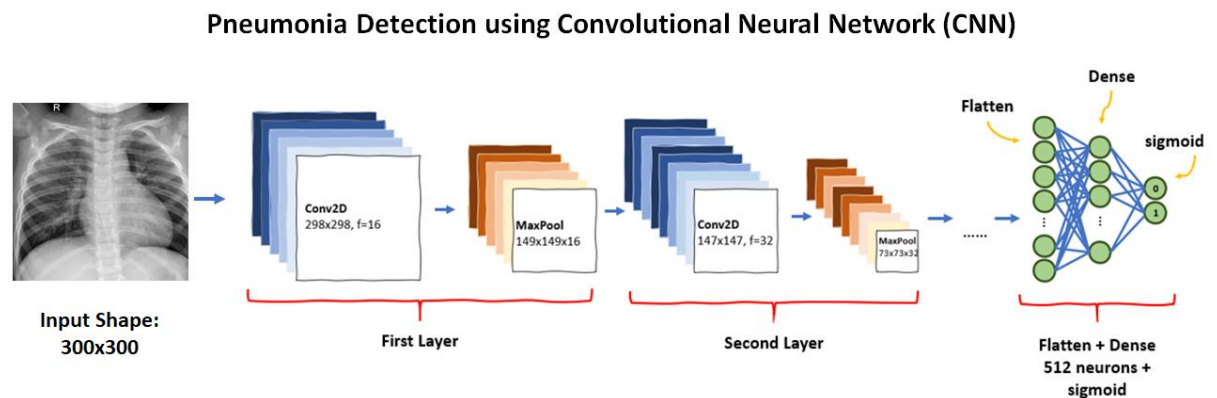 Pneumonia Detection using Convolutional Neural Network (CNN)
R
Input Shape:
300x300
Conv2D
298x298, f=16
MaxPool
149x149x16
First Layer
Conv2D
147x147, f=32
MaxPool
73x73x32
Second Layer
......
Flatten
Dense
sigmoid
0
1
Flatten + Dense
512 neurons +
sigmoid